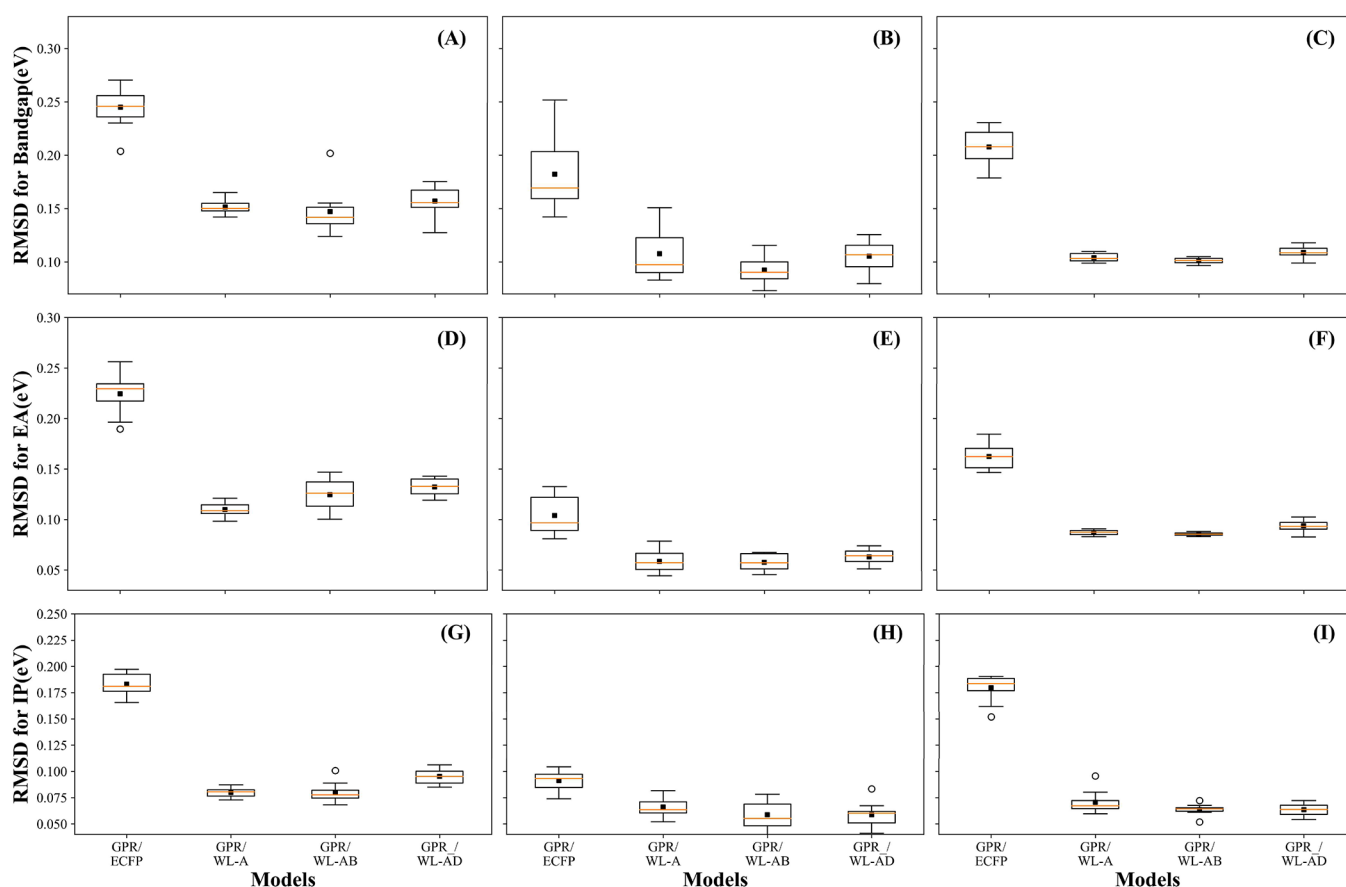 (A)
(B)
(C)
RMSD for Bandgap(eV)
0.30
0.25
0.20
0.15
0.10
(D)
(E)
(F)
RMSD for EA(eV)
0.30
0.25
0.20
0.15
0.10
0.05
(G)
(H)
(I)
RMSD for IP(eV)
0.250
0.225
0.200
0.175
0.150
0.125
0.100
0.075
0.050
GPR/
ECFP
GPR/
WL-A
GPR/
WL-AB
GPR_/
WL-AD
GPR/
ECFP
GPR/
WL-A
GPR/
WL-AB
GPR_/
WL-AD
GPR/
ECFP
GPR/
WL-A
GPR/
WL-AB
GPR_/
WL-AD
Models
Models
Models